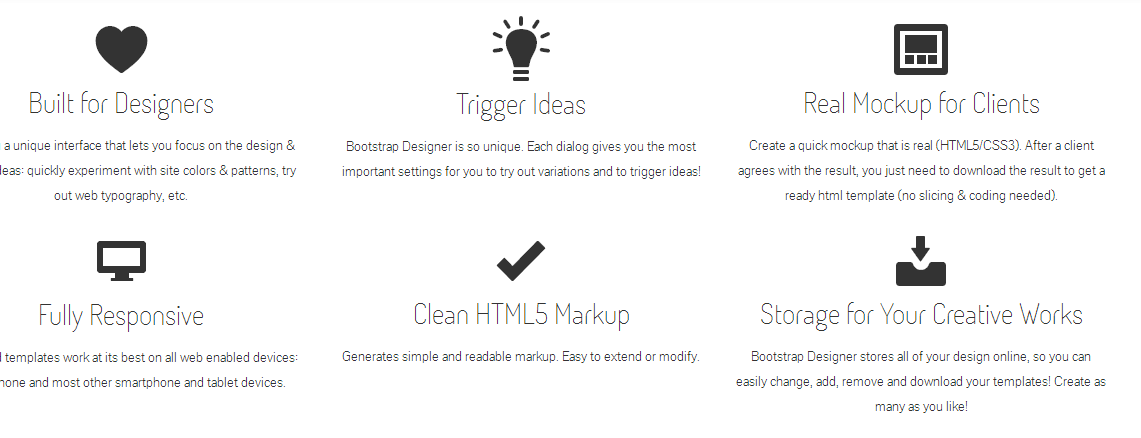 Built for Designers
a unique interface that lets you focus on the design &
quickly experiment with site colors & patterns, try
out web typography, etc.
Trigger Ideas
Bootstrap Designer is so unique. Each dialog gives you the most
important settings for you to try out variations and to trigger ideas!
Real Mockup for Clients
Create a quick mockup that is real (HTML5/CSS3). After a client
agrees with the result, you just need to download the result to get a
ready html template (no slicing & coding needed).
Fully Responsive
templates work at its best on all web enabled devices:
and most other smartphone and tablet devices.
Clean HTML5 Markup
Generates simple and readable markup. Easy to extend or modify.
Storage for Your Creative Works
Bootstrap Designer stores all of your design online, so you can
easily change, add, remove and download your templates! Create as
many as you like!